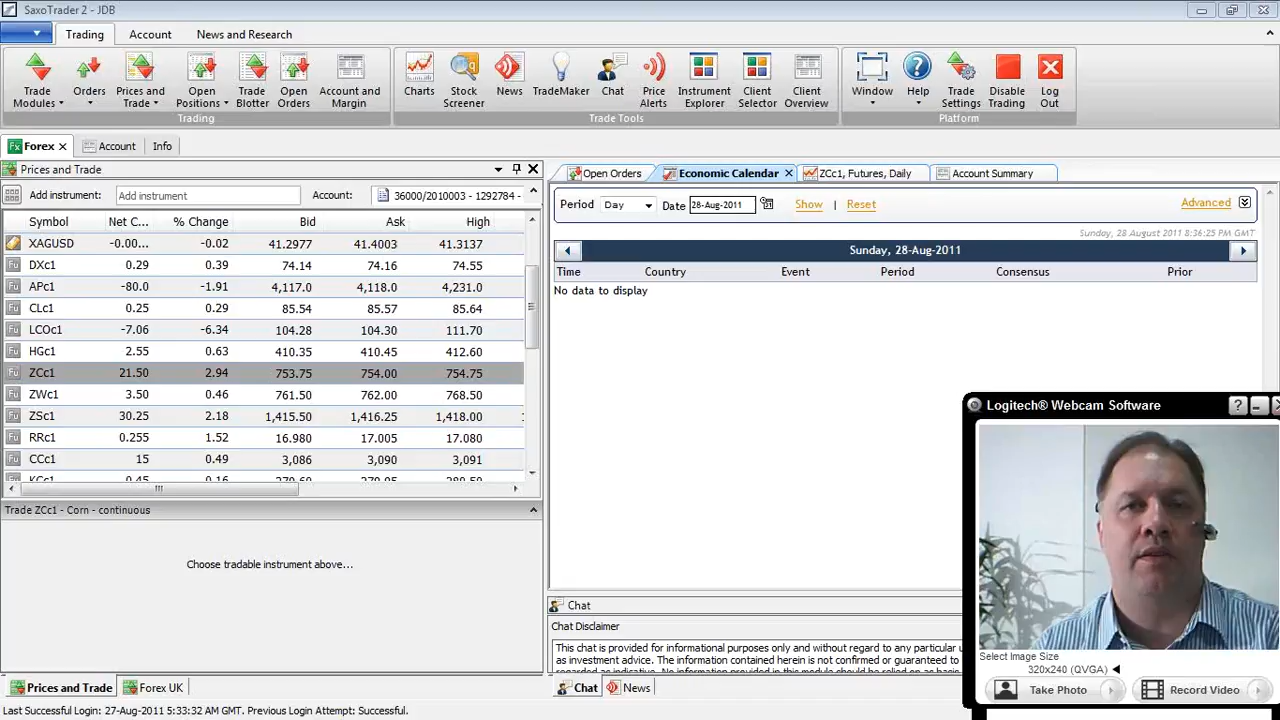 SaxoTrader 2 - JDB
Trading Account News and Research
Trade Modules Orders Prices and Trade Open Positions Trade Blotter Open Orders Account and Margin Charts Stock Screener News TradeMaker Chat Price Alerts Instrument Explorer Client Selector Client Overview Window Help Trade Settings Disable Trading Log Out
Trading Trade Tools Platform
Fx Forex Account Info
Prices and Trade
Open Orders Economic Calendar ZCc1, Futures, Daily Account Summary
Add instrument: Add instrument Account: 36000/2010003 - 1292784 -
Period Day Date 28-Aug-2011 Show | Reset Advanced
Sunday, 28 August 2011 8:36:25 PM GMT
Symbol Net C... % Change Bid Ask High
XAGUSD -0.00... -0.02 41.2977 41.4003 41.3137
DXc1 0.29 0.39 74.14 74.16 74.55
APc1 -80.0 -1.91 4,117.0 4,118.0 4,231.0
CLc1 0.25 0.29 85.54 85.57 85.64
LCOc1 -7.06 -6.34 104.28 104.30 111.70
HGc1 2.55 0.63 410.35 410.45 412.60
ZCc1 21.50 2.94 753.75 754.00 754.75
ZWc1 3.50 0.46 761.50 762.00 768.50
ZSc1 30.25 2.18 1,415.50 1,416.25 1,418.00
RRc1 0.255 1.52 16.980 17.005 17.080
CCc1 15 0.49 3,086 3,090 3,091
Sunday, 28-Aug-2011
Time Country Event Period Consensus Prior
No data to display
Trade ZCc1 - Corn - continuous
Choose tradable instrument above...
Logitech® Webcam Software
Select Image Size
320x240 (QVGA)
Take Photo Record Video
Chat
Chat Disclaimer
This chat is provided for informational purposes only and without regard to any particular
as investment advice. The information contained herein is not confirmed or guaranteed to
Prices and Trade Forex UK
Chat News
Last Successful Login: 27-Aug-2011 5:33:32 AM GMT. Previous Login Attempt: Successful.